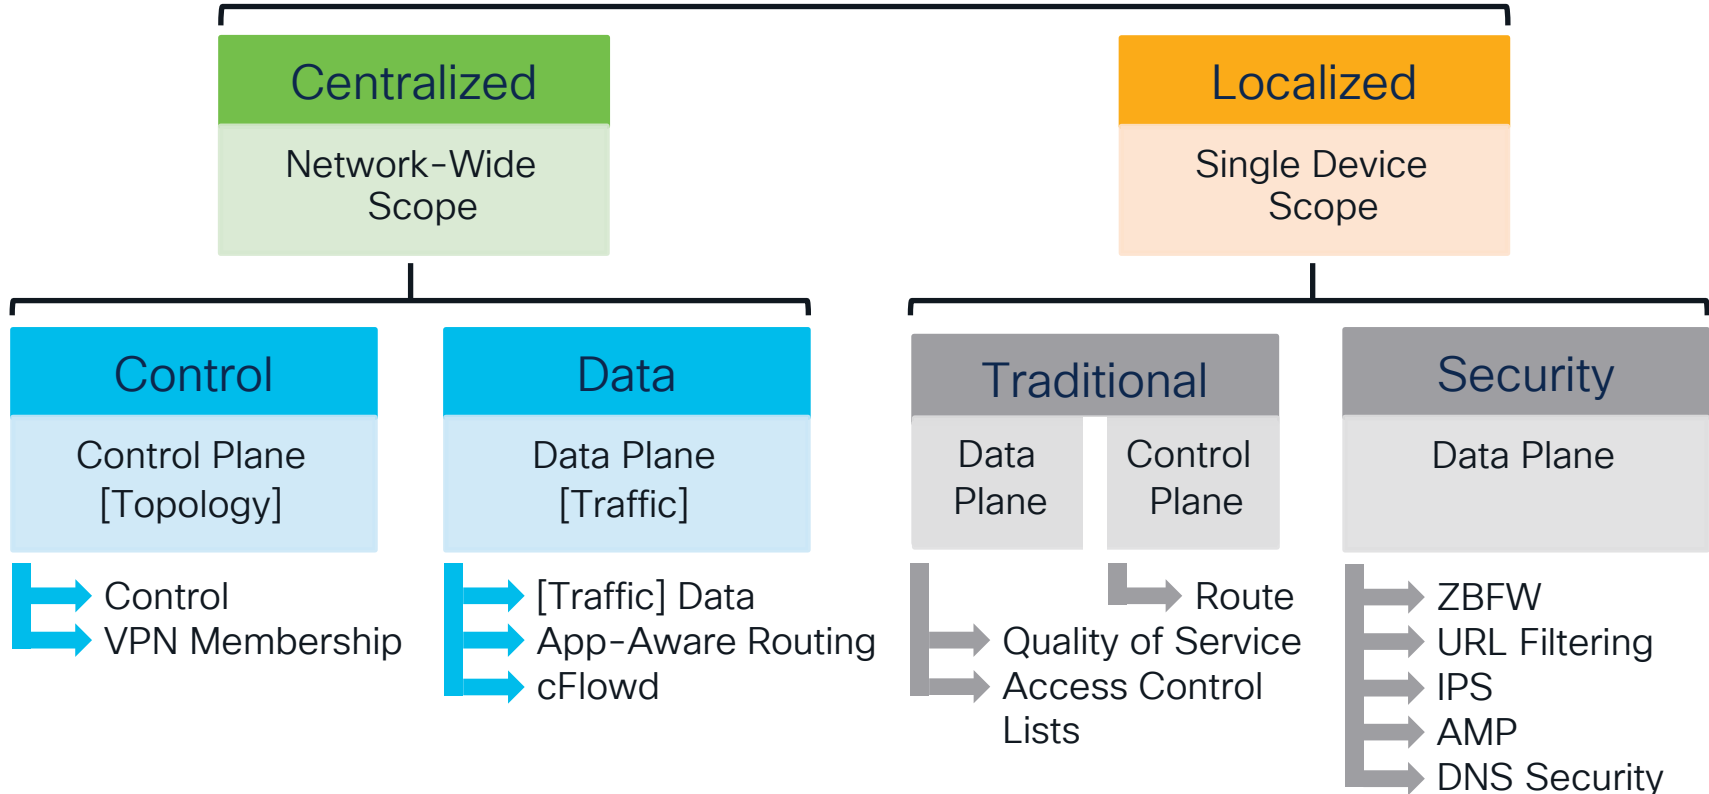 Centralized
Network-Wide
Scope
Localized
Single Device
Scope
Control
Control Plane
[Topology]
Control
VPN Membership
Data
Data Plane
[Traffic]
[Traffic] Data
App-Aware Routing
cFlowd
Traditional
Data
Plane
Control
Plane
Route
Quality of Service
Access Control
Lists
Security
Data Plane
ZBFW
URL Filtering
IPS
AMP
DNS Security